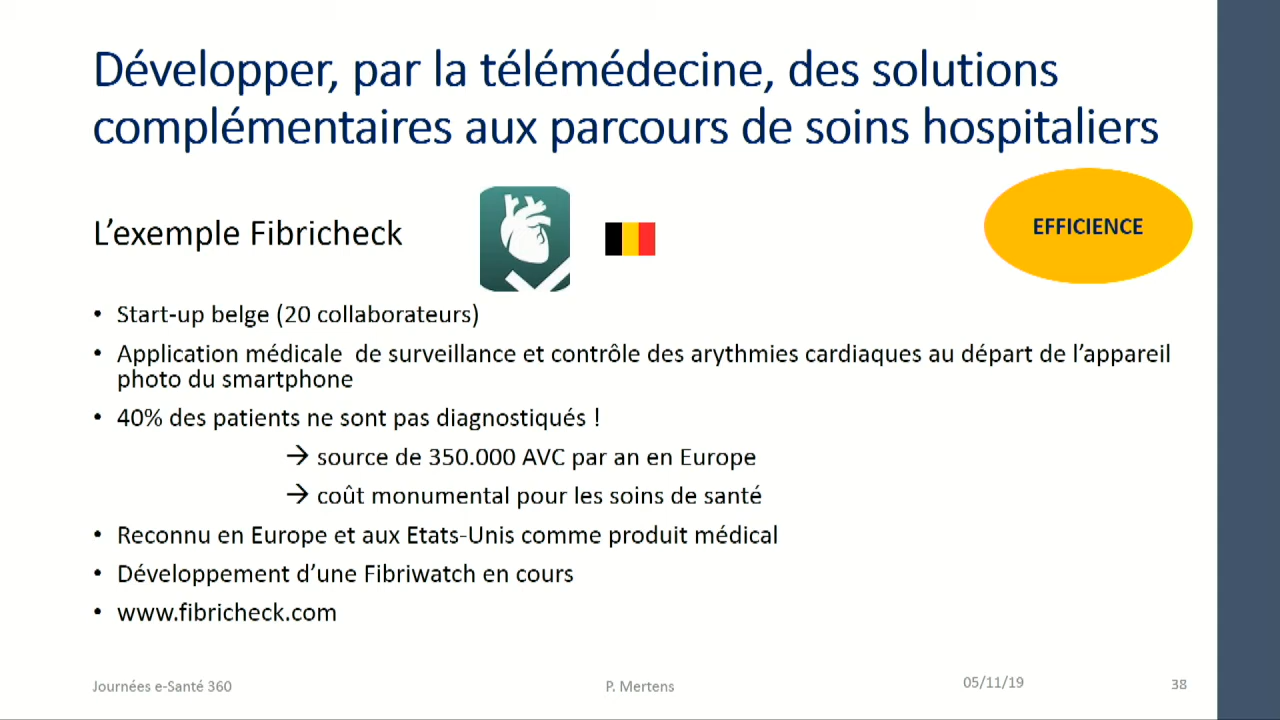 Développer, par la télémédecine, des solutions
complémentaires aux parcours de soins hospitaliers
L’exemple Fibricheck
EFFICIENCE
• Start-up belge (20 collaborateurs)
• Application médicale  de surveillance et contrôle des arythmies cardiaques au départ de l’appareil
photo du smartphone
• 40% des patients ne sont pas diagnostiqués !
→ source de 350.000 AVC par an en Europe
→ coût monumental pour les soins de santé
• Reconnu en Europe et aux Etats-Unis comme produit médical
• Développement d’une Fibriwatch en cours
• www.fibricheck.com
Journées e-Santé 360
P. Mertens
05/11/19
38